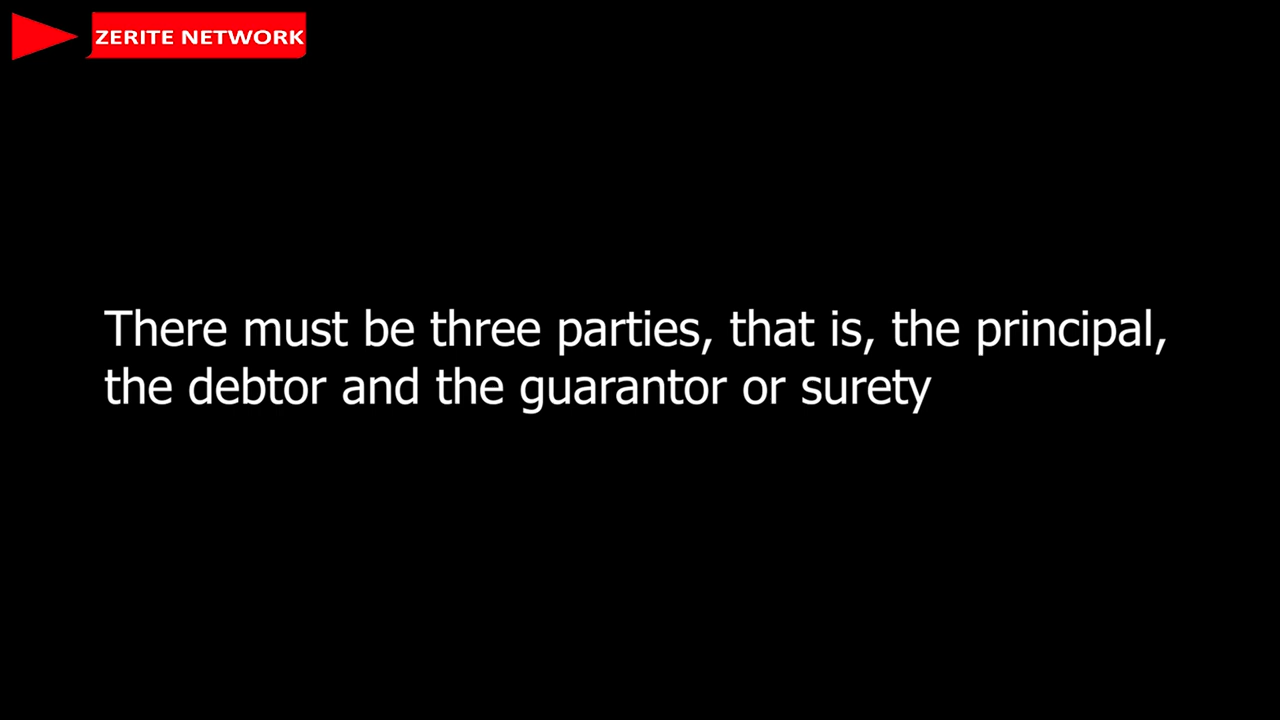 ZERITE NETWORK
There must be three parties, that is, the principal,
the debtor and the guarantor or surety